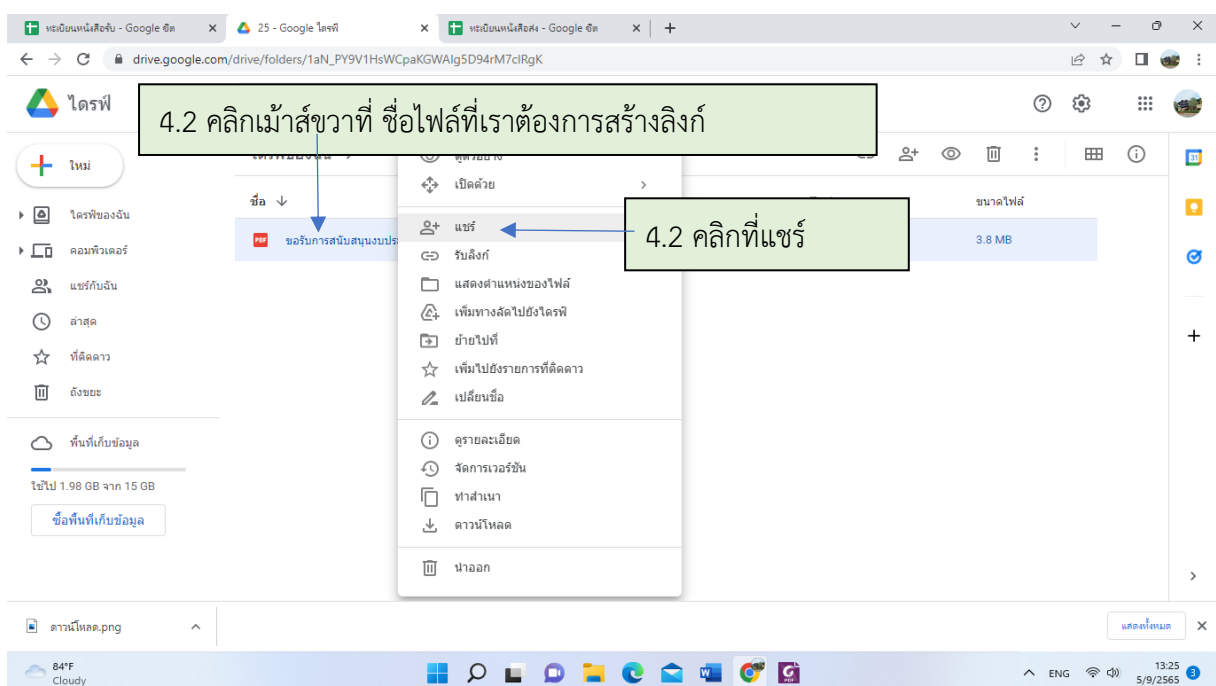 ทะเบียนหนังสือรับ - Google ชีต
25 - Google ไดรฟ์
ทะเบียนหนังสือส่ง - Google ชีต
drive.google.com/drive/folders/1aN_PY9V1HsWCpaKGWAlg5D94rM7clRgK
ไดรฟ์
4.2 คลิกเม้าส์ขวาที่ ชื่อไฟล์ที่เราต้องการสร้างลิงก์
ใหม่
31
เปิดด้วย
ชื่อ
ขนาดไฟล์
ไดรฟ์ของฉัน
PDF ขอรับการสนับสนุนงบประ
แชร์
4.2 คลิกที่แชร์
3.8 MB
คอมพิวเตอร์
รับลิงก์
แชร์กับฉัน
แสดงตำแหน่งของไฟล์
ล่าสุด
เพิ่มทางลัดไปยังไดรฟ์
ย้ายไปที่
ที่ติดดาว
เพิ่มไปยังรายการที่ติดดาว
ถังขยะ
เปลี่ยนชื่อ
พื้นที่เก็บข้อมูล
ดูรายละเอียด
จัดการเวอร์ชัน
ใช้ไป 1.98 GB จาก 15 GB
ทำสำเนา
ซื้อพื้นที่เก็บข้อมูล
ดาวน์โหลด
นำออก
ดาวน์โหลด.png
แสดงทั้งหมด
84°F
Cloudy
ENG
13:25
5/9/2565
3